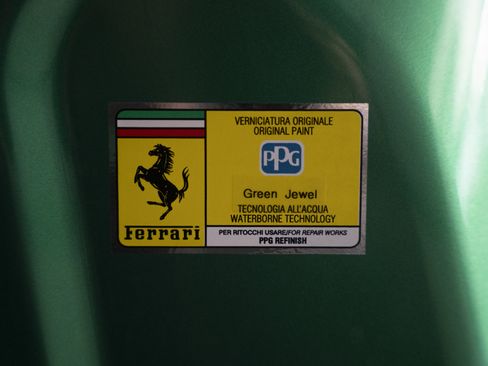 Ferrari
VERNICIATURA ORIGINALE
ORIGINAL PAINT
PPG
Green Jewel
TECNOLOGIA ALL'ACQUA
WATERBORNE TECHNOLOGY
PER RITOCCHI USARE/FOR REPAIR WORKS
PPG REFINISH